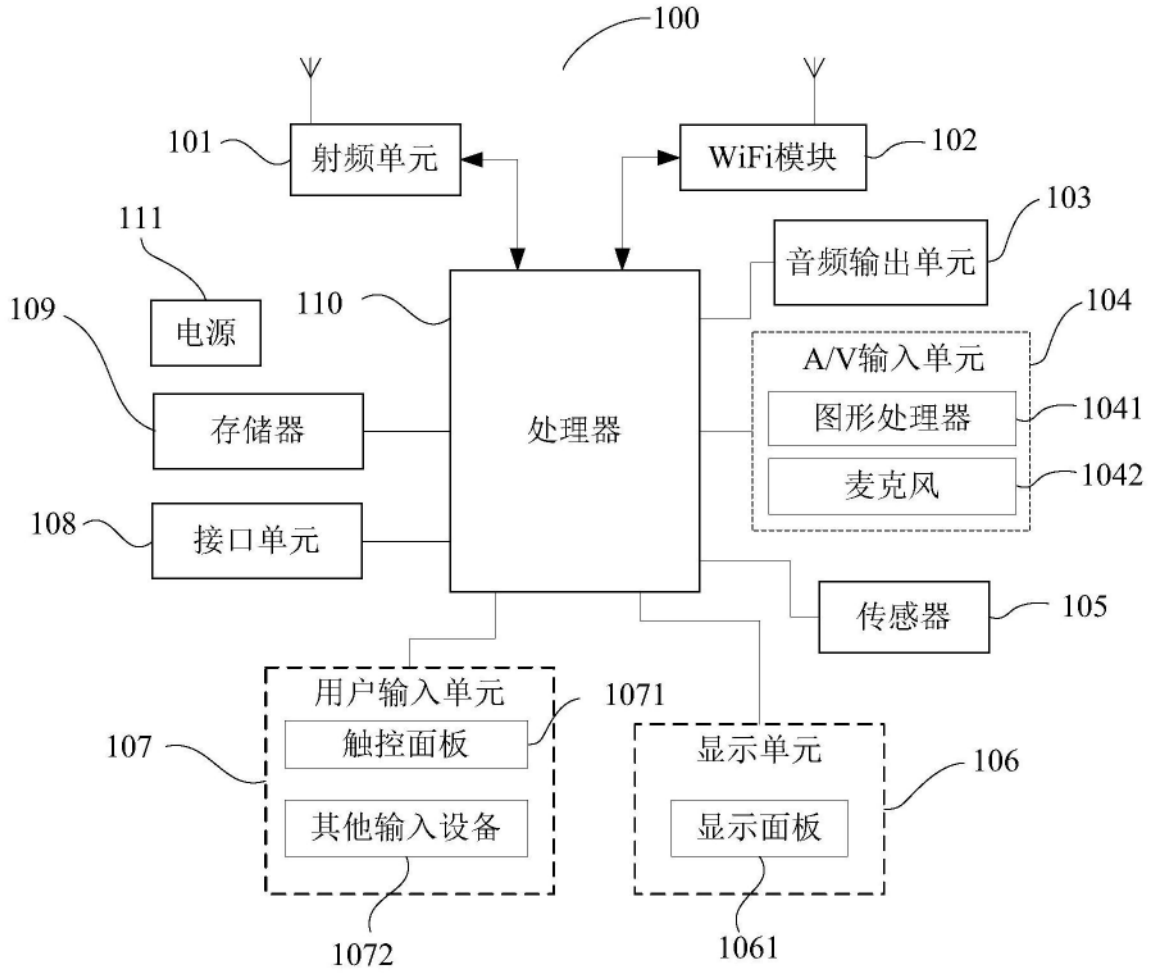 100
101
射频单元
WiFi模块
102
103
音频输出单元
111
电源
109
110
104
A/V输入单元
图形处理器
1041
麦克风
1042
存储器
处理器
108
接口单元
传感器
105
用户输入单元
1071
触控面板
107
其他输入设备
1072
显示单元
106
显示面板
1061